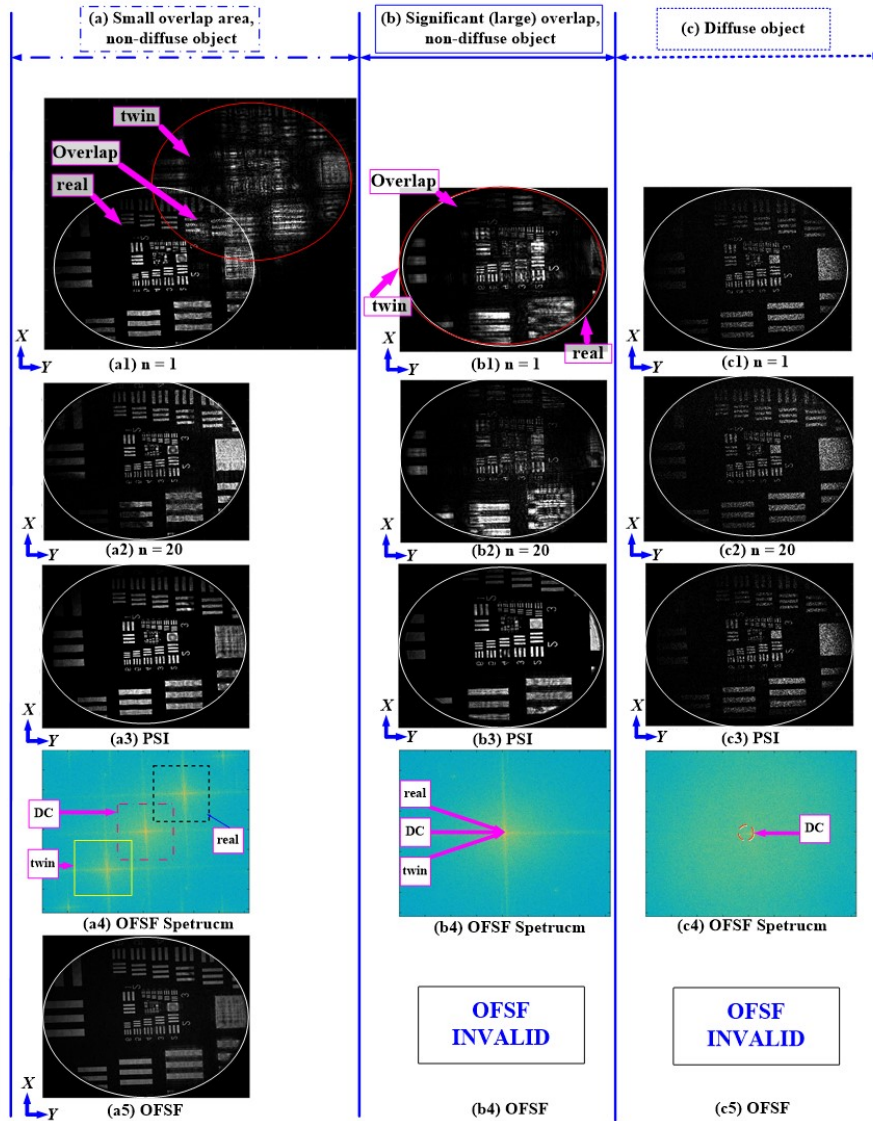 (a) Small overlap area,
non-diffuse object
(b) Significant (large) overlap,
non-diffuse object
(c) Diffuse object
twin
Overlap
real
X
Y
(a1) n = 1
Overlap
twin
real
X
Y
(b1) n = 1
X
Y
(c1) n = 1
X
Y
(a2) n = 20
X
Y
(b2) n = 20
X
Y
(c2) n = 20
X
Y
(a3) PSI
X
Y
(b3) PSI
X
Y
(c3) PSI
DC
twin
real
(a4) OFSF Spetrucm
real
DC
twin
(b4) OFSF Spetrucm
DC
(c4) OFSF Spetrucm
X
Y
(a5) OFSF
OFSF
INVALID
(b4) OFSF
OFSF
INVALID
(c5) OFSF